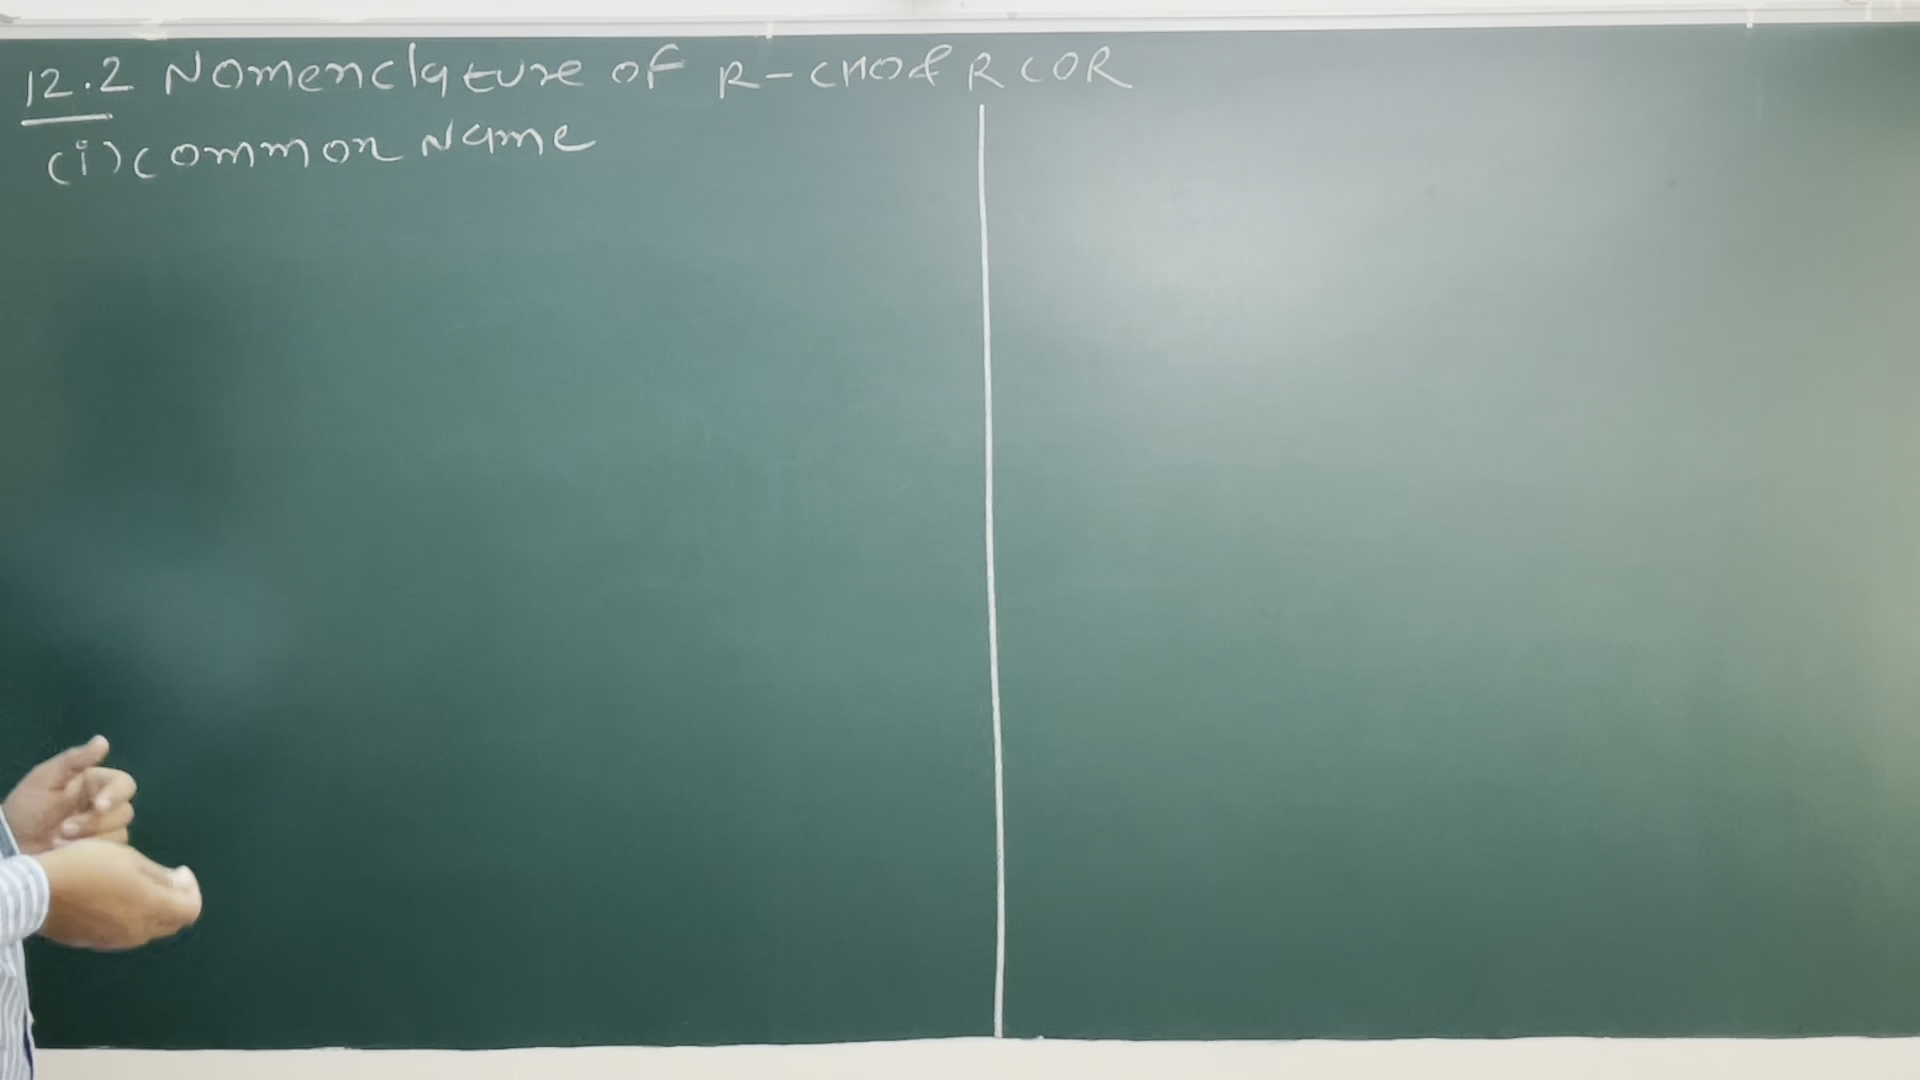 12.2 Nomenclature of R-CHO & RCOR
(i) Common Name